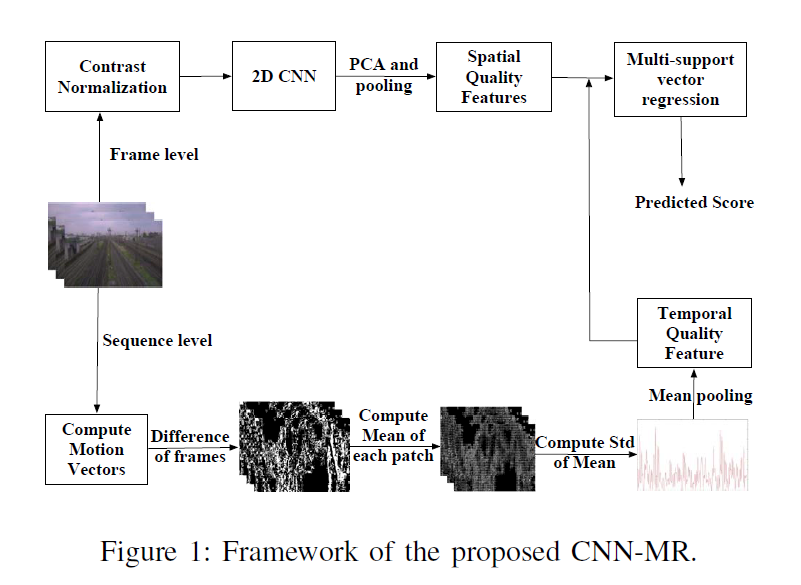 Contrast
Normalization
2D CNN
PCA and
pooling
Spatial
Quality
Features
Multi-support
vector
regression
Frame level
Predicted Score
Sequence level
Temporal
Quality
Feature
Mean pooling
Compute
Motion
Vectors
Difference
of frames
Compute
Mean of
each patch
Compute Std
of Mean
Figure 1: Framework of the proposed CNN-MR.